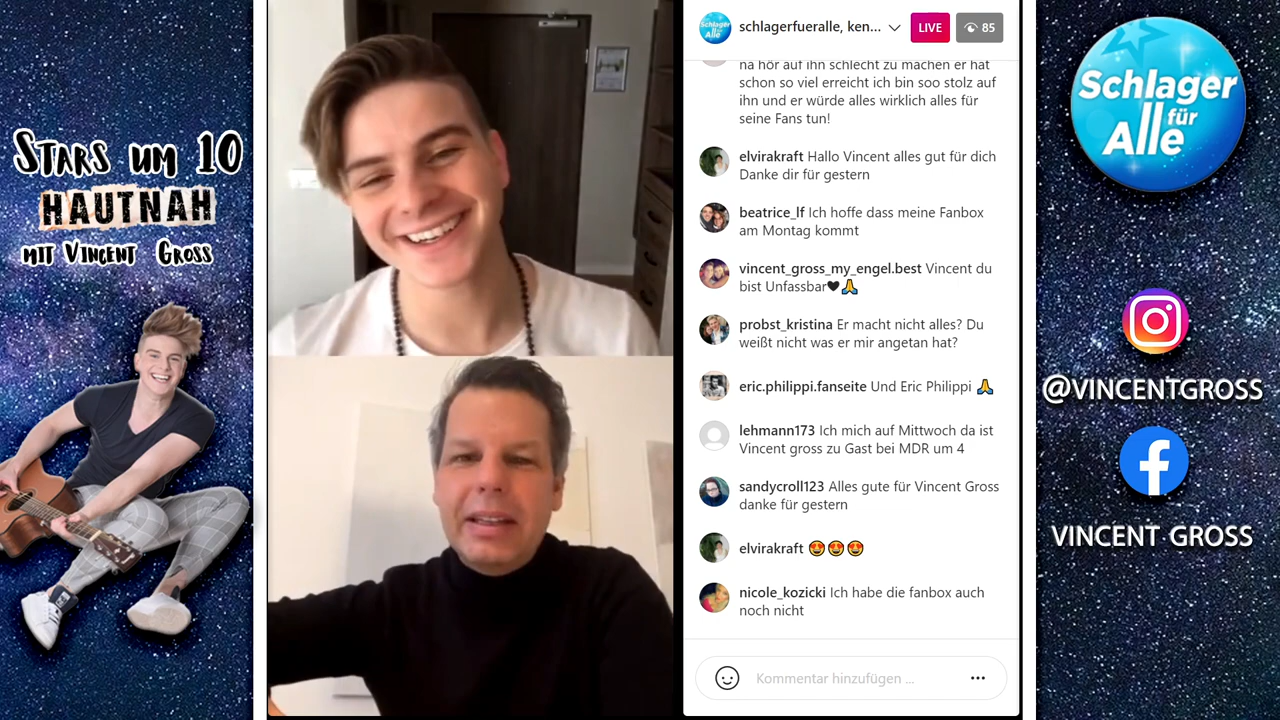 Stars um 10
HAUTNAH
mit Vincent Gross
schlagerfueralle, ken...
LIVE
85
na hör auf ihn schlecht zu machen er hat
schon so viel erreicht ich bin soo stolz auf
ihn und er würde alles wirklich alles für
seine Fans tun!
elvirakraft Hallo Vincent alles gut für dich
Danke dir für gestern
beatrice_lf Ich hoffe dass meine Fanbox
am Montag kommt
vincent_gross_my_engel.best Vincent du
bist Unfassbar🖤🙏
probst_kristina Er macht nicht alles? Du
weißt nicht was er mir angetan hat?
eric.philippi.fanseite Und Eric Philippi 🙏
lehmann173 Ich mich auf Mittwoch da ist
Vincent gross zu Gast bei MDR um 4
sandycroll123 Alles gute für Vincent Gross
danke für gestern
elvirakraft 😍😍😍
nicole_kozicki Ich habe die fanbox auch
noch nicht
Kommentar hinzufügen ...
Schlager
für
Alle
@VINCENTGROSS
VINCENT GROSS